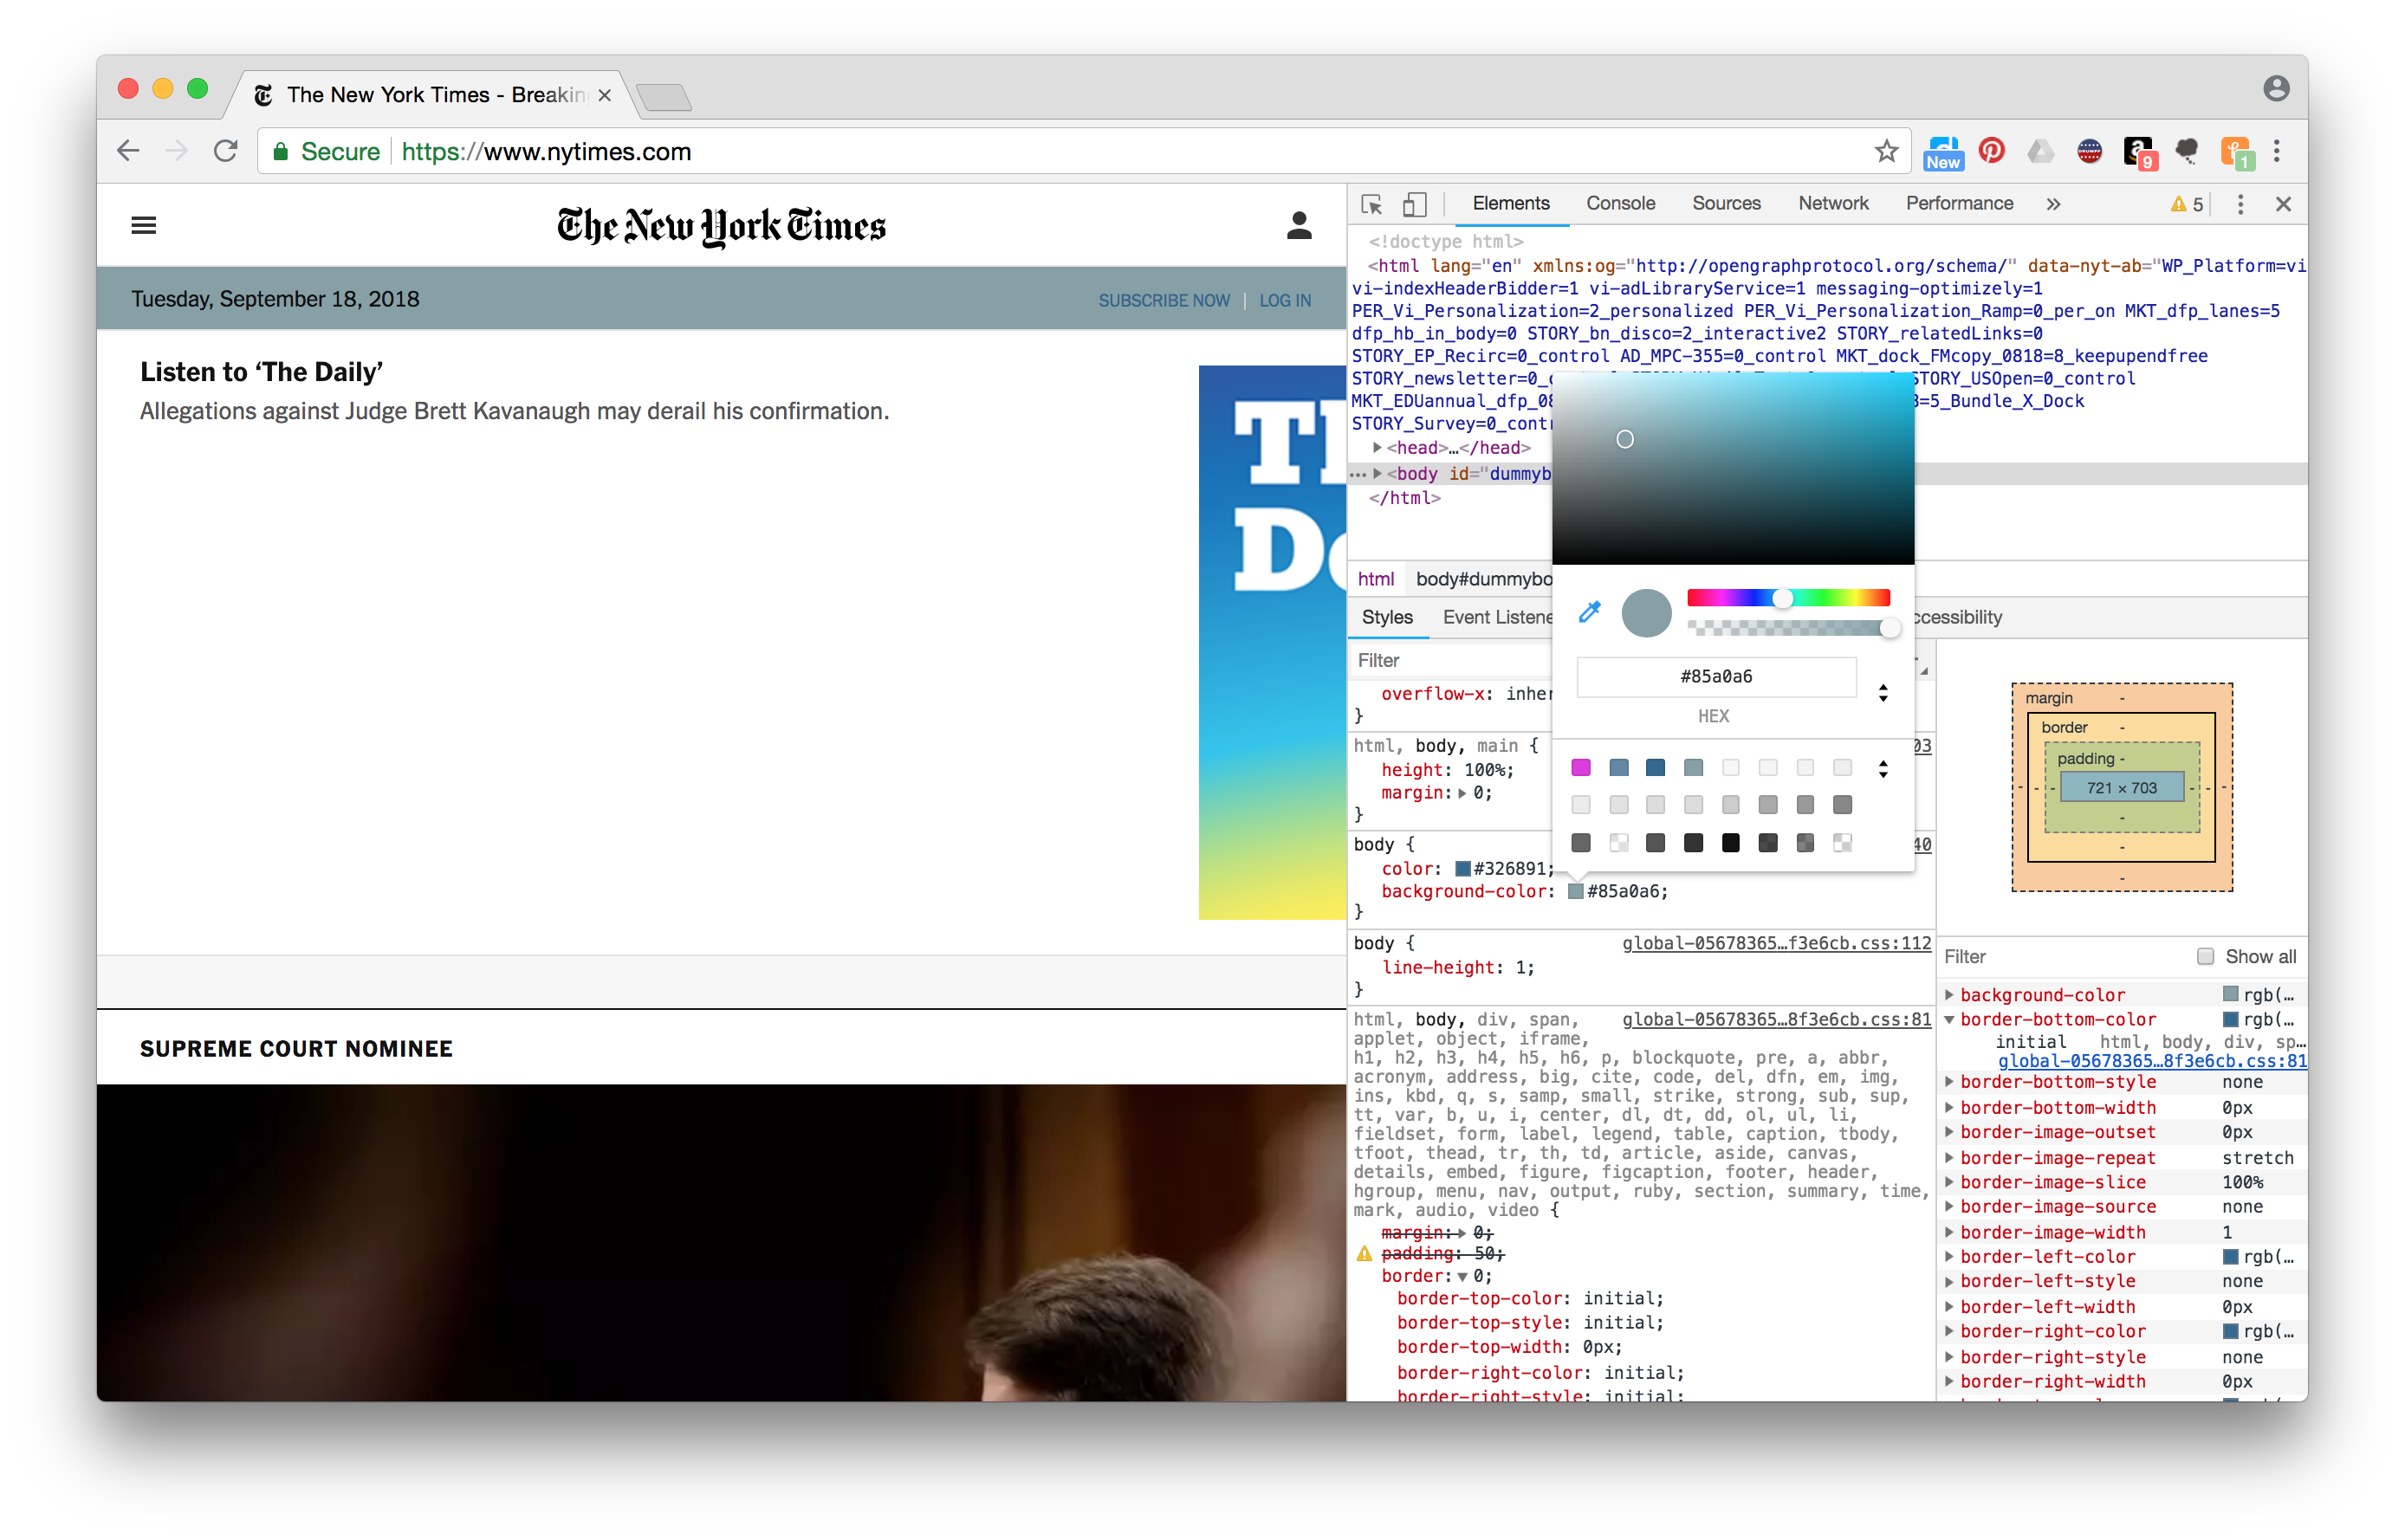 The New York Times - Breakin
Secure https://www.nytimes.com
New
9
1
The New York Times
Tuesday, September 18, 2018
SUBSCRIBE NOW | LOG IN
Listen to ‘The Daily’
Allegations against Judge Brett Kavanaugh may derail his confirmation.
SUPREME COURT NOMINEE
Elements Console Sources Network Performance » 5
<!doctype html>
<html lang="en" xmlns:og="http://opengraphprotocol.org/schema/" data-nyt-ab="WP_Platform=vi
vi-indexHeaderBidder=1 vi-adLibraryService=1 messaging-optimizely=1
PER_Vi_Personalization=2_personalized PER_Vi_Personalization_Ramp=0_per_on MKT_dfp_lanes=5
dfp_hb_in_body=0 STORY_bn_disco=2_interactive2 STORY_relatedLinks=0
STORY_EP_Recirc=0_control AD_MPC-355=0_control MKT_dock_FMcopy_0818=8_keepupendfree
STORY_newsletter=0_ STORY_USOpen=0_control
MKT_EDUannual_dfp_08 =5_Bundle_X_Dock
STORY_Survey=0_contr
<head>…</head>
<body id="dummyb
</html>
html body#dummybo
Styles Event Listene ccessibility
Filter
#85a0a6
HEX
overflow-x: inher
}
html, body, main { 03
height: 100%;
margin: 0;
}
body { 40
color: #326891;
background-color: #85a0a6;
}
body { global-05678365…f3e6cb.css:112
line-height: 1;
}
html, body, div, span, global-05678365…8f3e6cb.css:81
applet, object, iframe,
h1, h2, h3, h4, h5, h6, p, blockquote, pre, a, abbr,
acronym, address, big, cite, code, del, dfn, em, img,
ins, kbd, q, s, samp, small, strike, strong, sub, sup,
tt, var, b, u, i, center, dl, dt, dd, ol, ul, li,
fieldset, form, label, legend, table, caption, tbody,
tfoot, thead, tr, th, td, article, aside, canvas,
details, embed, figure, figcaption, footer, header,
hgroup, menu, nav, output, ruby, section, summary, time,
mark, audio, video {
margin: 0;
padding: 50;
border: 0;
border-top-color: initial;
border-top-style: initial;
border-top-width: 0px;
border-right-color: initial;
border-right-style: initial;
margin -
border -
padding -
- - - 721 × 703 - - -
-
-
-
Filter Show all
background-color rgb(…
border-bottom-color rgb(…
initial html, body, div, sp…
global-05678365…8f3e6cb.css:81
border-bottom-style none
border-bottom-width 0px
border-image-outset 0px
border-image-repeat stretch
border-image-slice 100%
border-image-source none
border-image-width 1
border-left-color rgb(…
border-left-style none
border-left-width 0px
border-right-color rgb(…
border-right-style none
border-right-width 0px